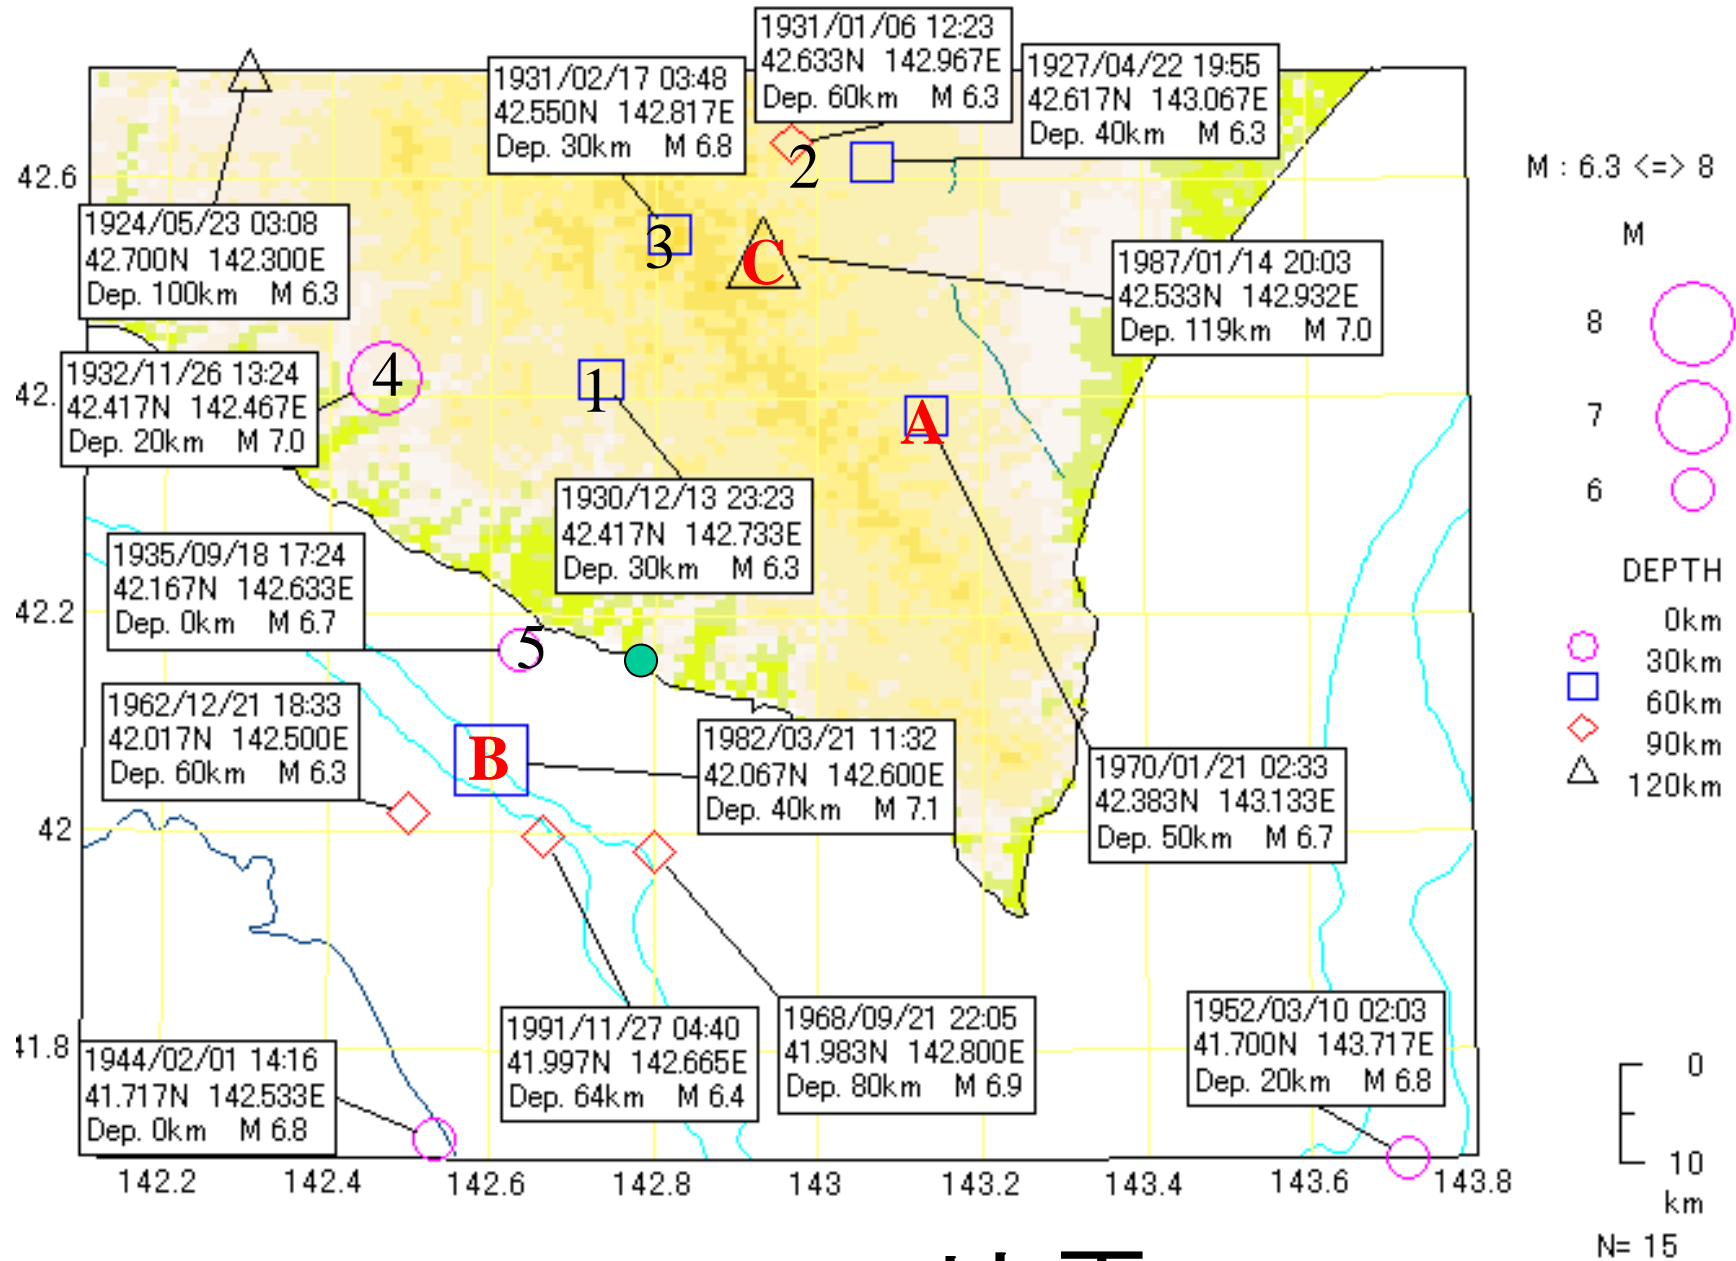 1931/01/06 12:23
42.633N 142.967E
Dep. 60km M 6.3
1931/02/17 03:48
42.550N 142.817E
Dep. 30km M 6.8
1927/04/22 19:55
42.617N 143.067E
Dep. 40km M 6.3
2
42.6
M : 6.3 <=> 8
1924/05/23 03:08
42.700N 142.300E
Dep. 100km M 6.3
3
C
M
1987/01/14 20:03
42.533N 142.932E
Dep. 119km M 7.0
8
1932/11/26 13:24
42.417N 142.467E
Dep. 20km M 7.0
4
1
42.
A
7
6
1930/12/13 23:23
42.417N 142.733E
Dep. 30km M 6.3
1935/09/18 17:24
42.167N 142.633E
Dep. 0km M 6.7
5
42.2
DEPTH
0km
30km
60km
90km
120km
1962/12/21 18:33
42.017N 142.500E
Dep. 60km M 6.3
B
1982/03/21 11:32
42.067N 142.600E
Dep. 40km M 7.1
1970/01/21 02:33
42.383N 143.133E
Dep. 50km M 6.7
42
1991/11/27 04:40
41.997N 142.665E
Dep. 64km M 6.4
1968/09/21 22:05
41.983N 142.800E
Dep. 80km M 6.9
1952/03/10 02:03
41.700N 143.717E
Dep. 20km M 6.8
41.8
1944/02/01 14:16
41.717N 142.533E
Dep. 0km M 6.8
0
10
km
142.2 142.4 142.6 142.8 143 143.2 143.4 143.6 143.8
N= 15